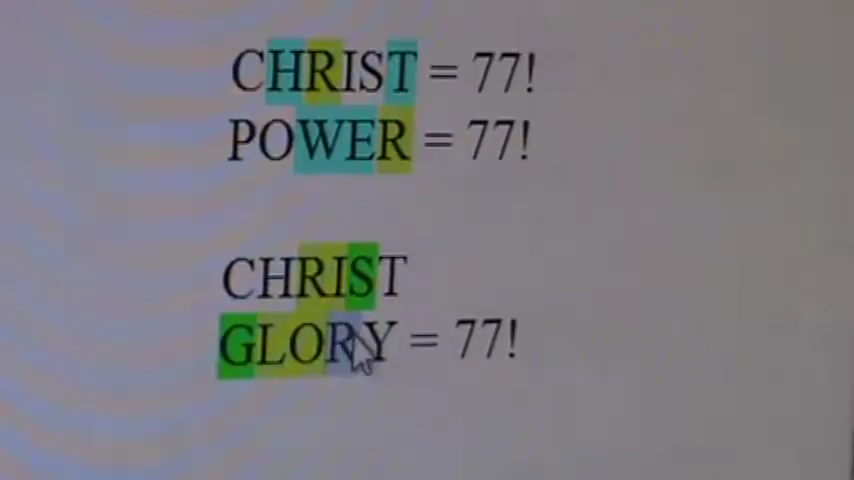 CHRIST = 77!
POWER = 77!
CHRIST
GLORY = 77!